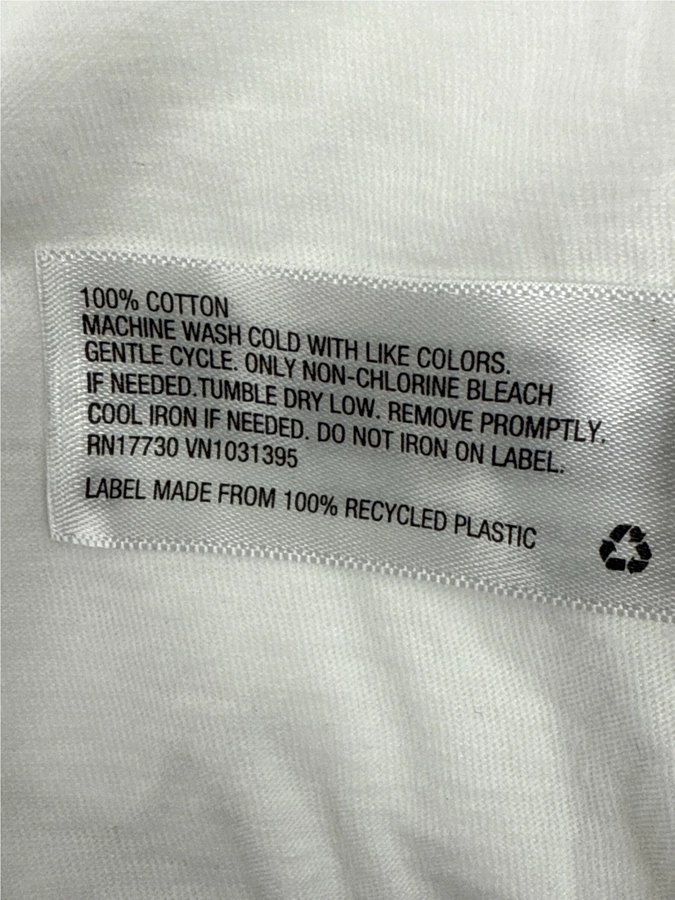 100% COTTON
MACHINE WASH COLD WITH LIKE COLORS.
GENTLE CYCLE. ONLY NON-CHLORINE BLEACH
IF NEEDED.TUMBLE DRY LOW. REMOVE PROMPTLY.
COOL IRON IF NEEDED. DO NOT IRON ON LABEL.
RN17730 VN1031395
LABEL MADE FROM 100% RECYCLED PLASTIC